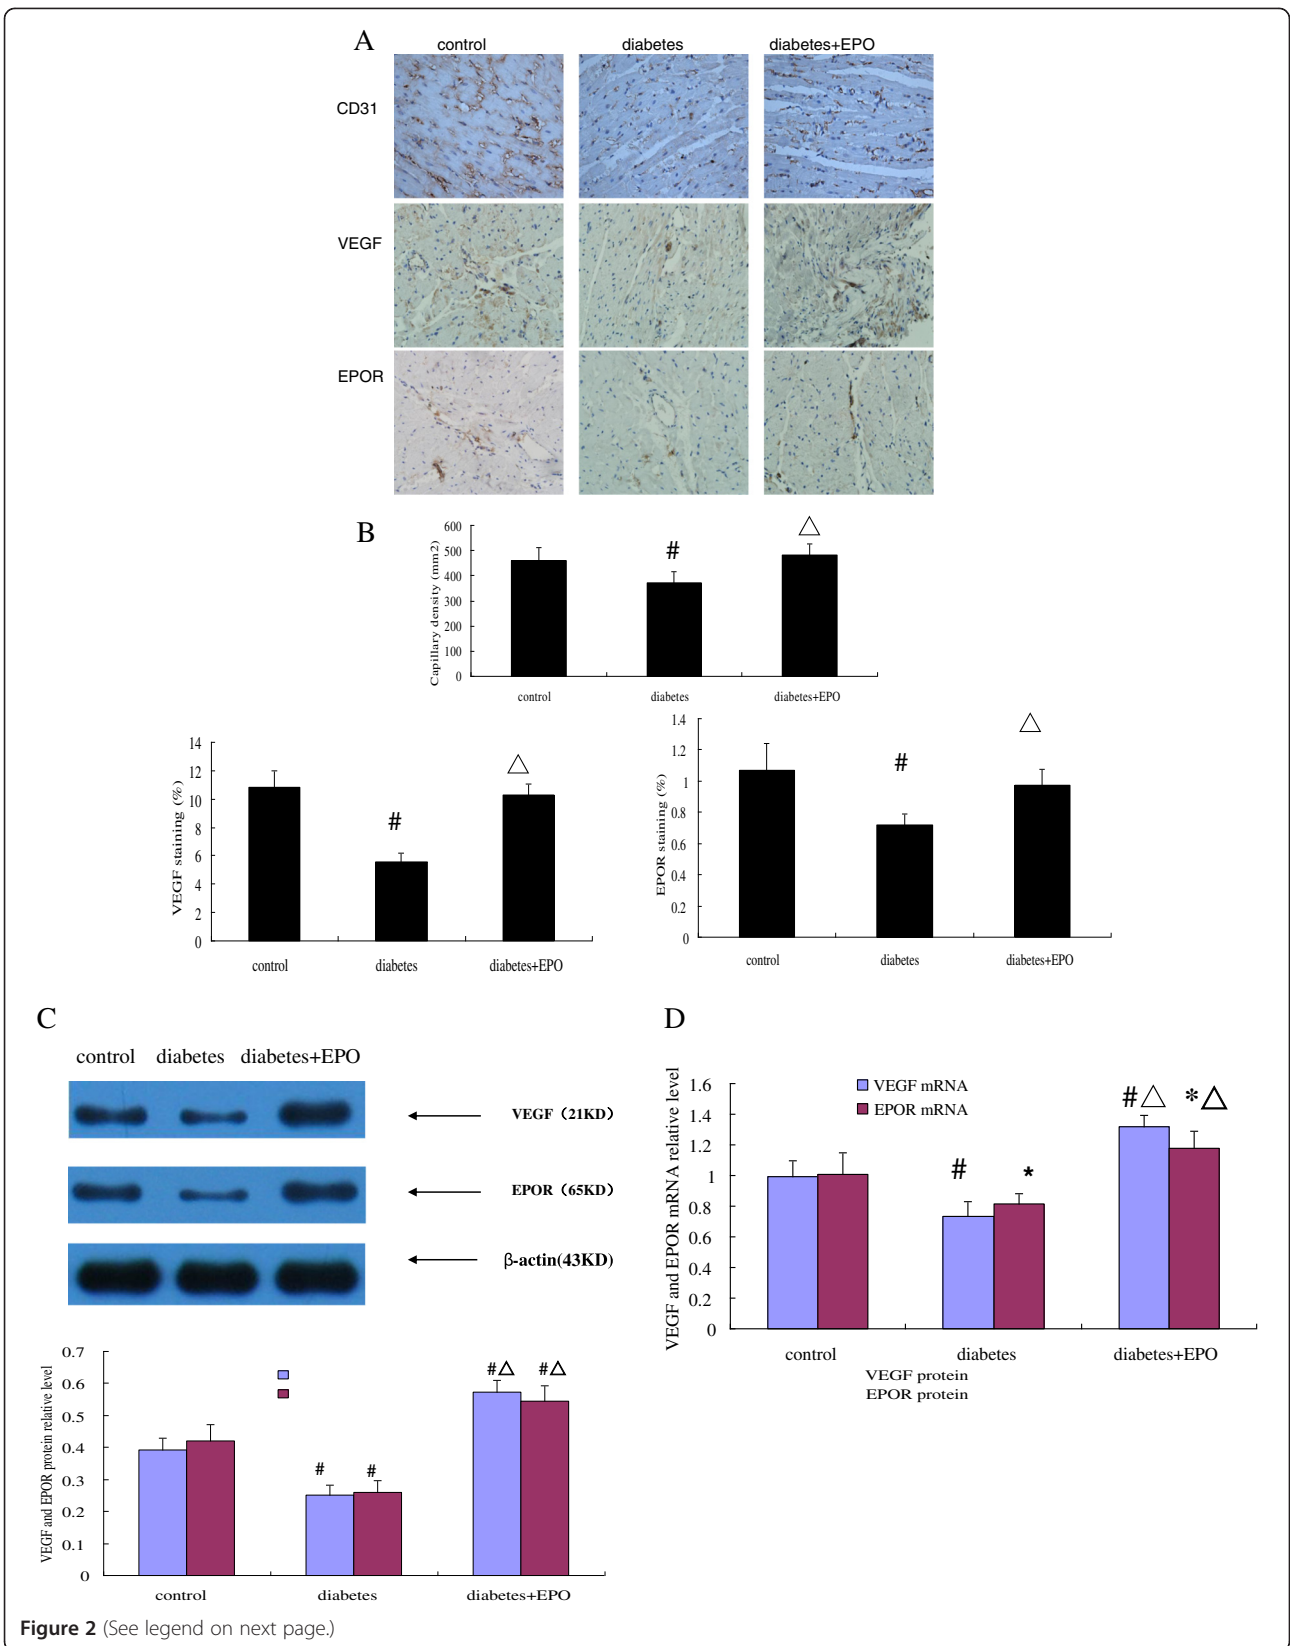 A
control diabetes diabetes+EPO
CD31
VEGF
EPOR
B
Capillary density (mm2)
600
500
400
300
200
100
0
#
△
control diabetes diabetes+EPO
VEGF staining (%)
14
12
10
8
6
4
2
0
#
△
control diabetes diabetes+EPO
EPOR staining (%)
1.4
1.2
1
0.8
0.6
0.4
0.2
0
#
△
control diabetes diabetes+EPO
C
control diabetes diabetes+EPO
VEGF (21KD)
EPOR (65KD)
β-actin(43KD)
VEGF and EPOR protein relative level
0.7
0.6
0.5
0.4
0.3
0.2
0.1
0
# #
#△ #△
control diabetes diabetes+EPO
D
VEGF and EPOR mRNA relative level
1.6
1.4
1.2
1
0.8
0.6
0.4
0.2
0
VEGF mRNA
EPOR mRNA
# *
#△ *△
control diabetes diabetes+EPO
VEGF protein
EPOR protein
Figure 2 (See legend on next page.)